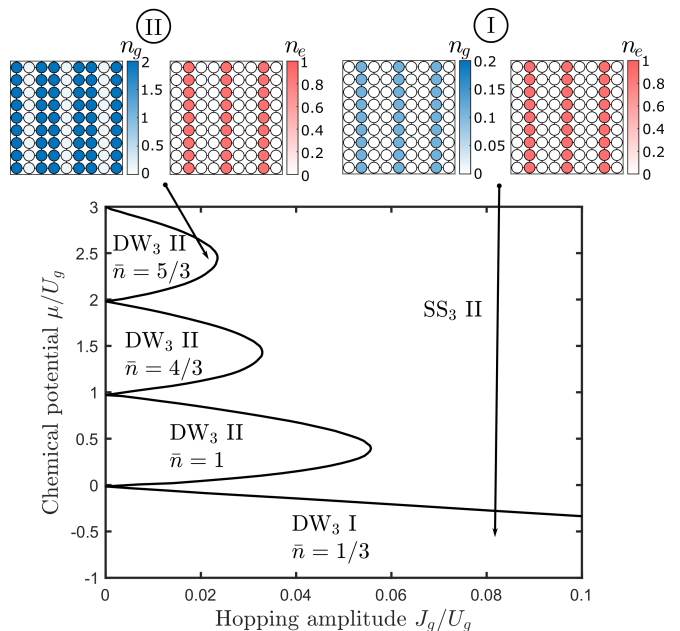 II
I
n_g
n_e
n_g
n_e
2
1.5
1
0.5
0
1
0.8
0.6
0.4
0.2
0
0.2
0.15
0.1
0.05
0
1
0.8
0.6
0.4
0.2
0
3
2.5
2
1.5
1
0.5
0
-0.5
-1
Chemical potential μ/U_g
DW₃ II
n̄ = 5/3
SS₃ II
DW₃ II
n̄ = 4/3
DW₃ II
n̄ = 1
DW₃ I
n̄ = 1/3
0 0.02 0.04 0.06 0.08 0.1
Hopping amplitude J_g/U_g